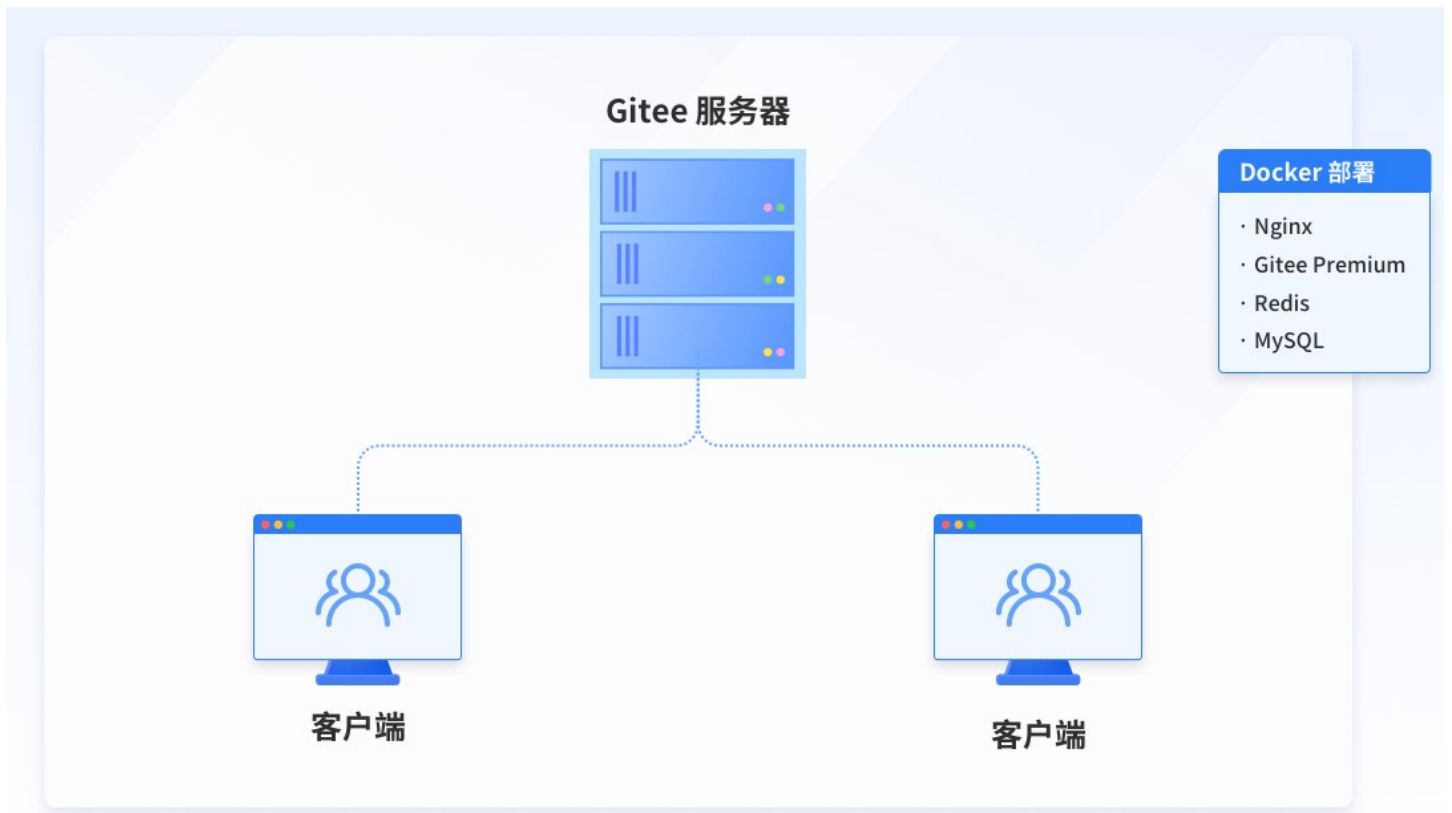 Gitee 服务器
Docker 部署
· Nginx
· Gitee Premium
· Redis
· MySQL
客户端
客户端